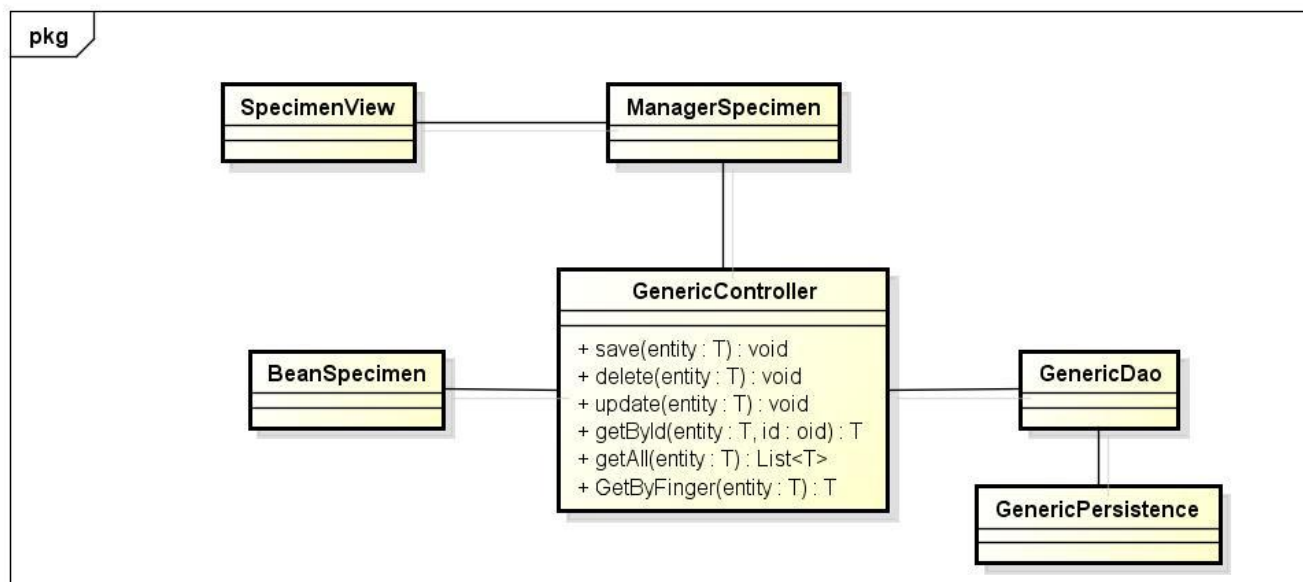 pkg
SpecimenView
ManagerSpecimen
GenericController
+ save(entity : T) : void
+ delete(entity : T) : void
+ update(entity : T) : void
+ getById(entity : T, id : oid) : T
+ getAll(entity : T) : List<T>
+ GetByFinger(entity : T) : T
BeanSpecimen
GenericDao
GenericPersistence